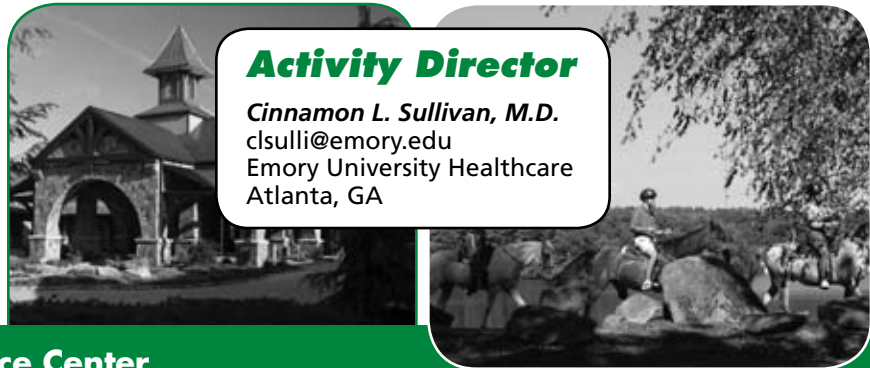 Activity Director
Cinnamon L. Sullivan, M.D.
clsulli@emory.edu
Emory University Healthcare
Atlanta, GA
ce Center